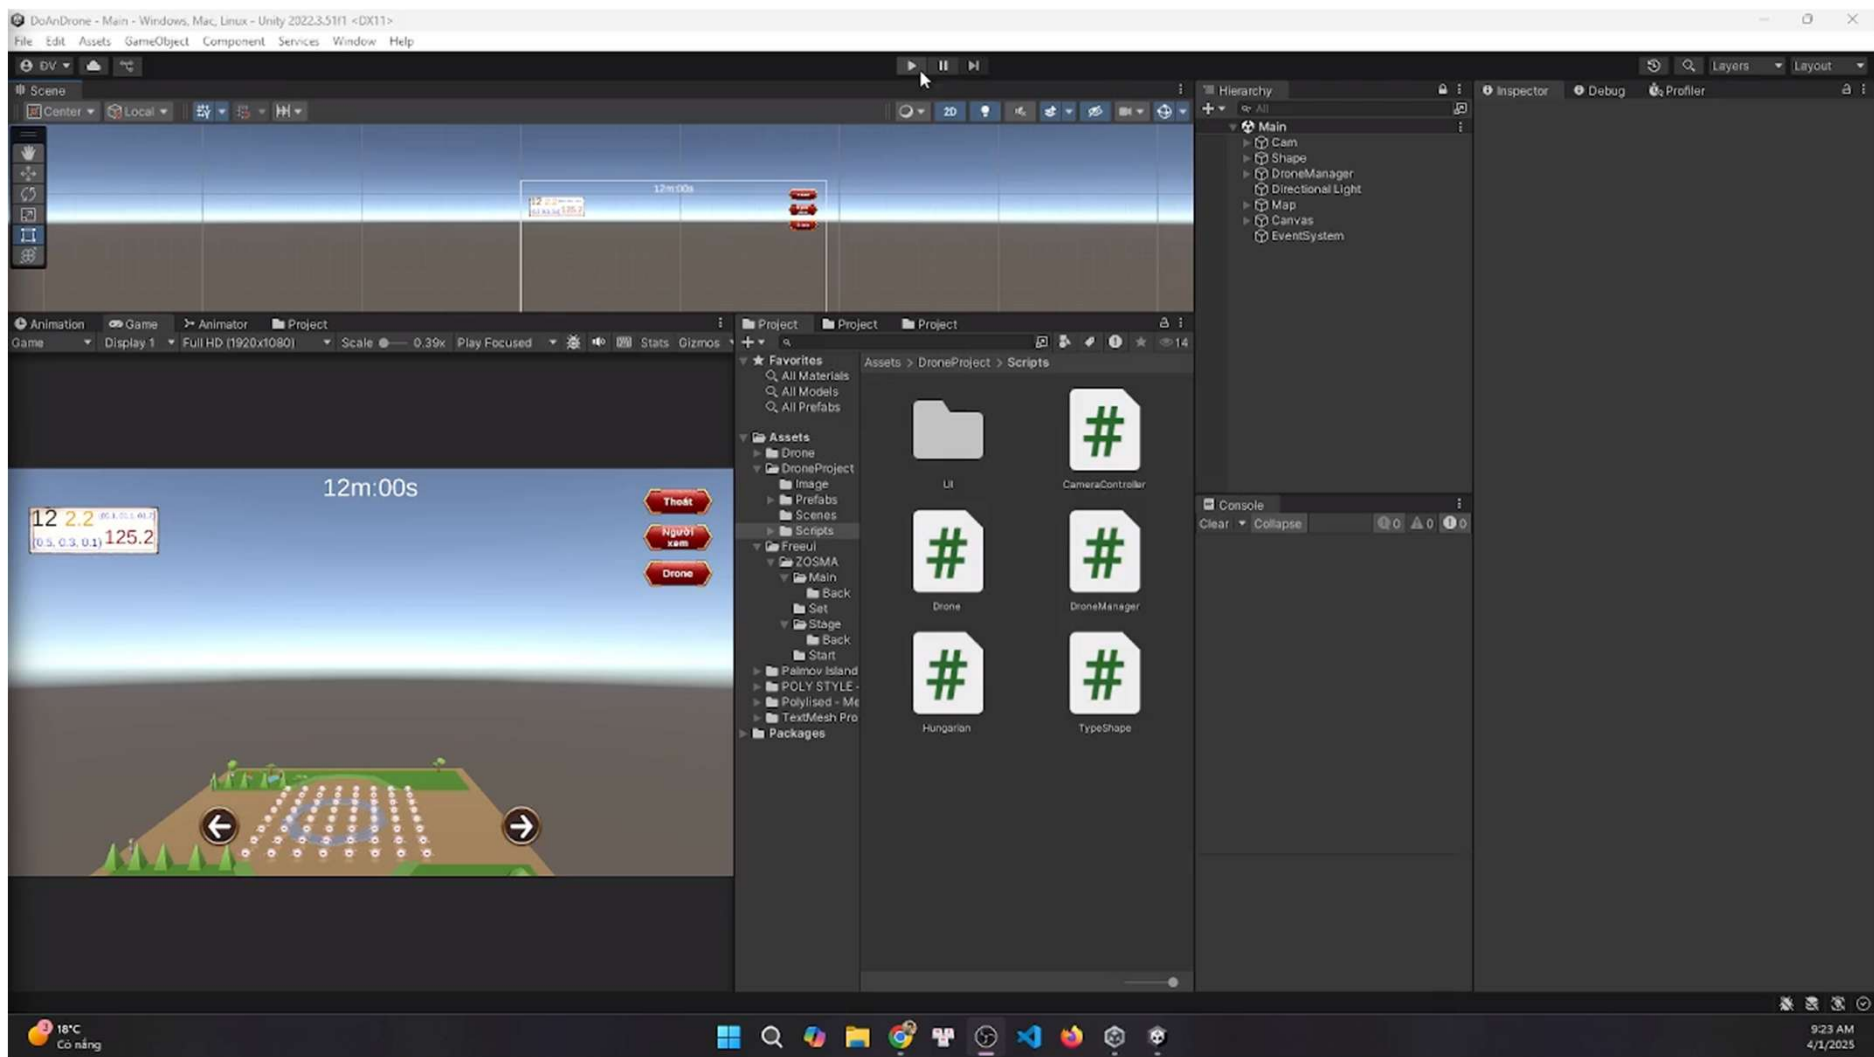 DoAnDrone - Main - Windows, Mac, Linux - Unity 2022.3.51f1 <DX11>
File Edit Assets GameObject Component Services Window Help
DV
Layers Layout
Scene
Center Local 2D
12m:00s
12 2.2
125.2
Animation Game Animator Project
Game Display 1 Full HD (1920x1080) Scale 0.39x Play Focused Stats Gizmos
12m:00s
12 2.2
(0.5, 0.3, 0.1) 125.2
Thoát
Người xem
Drone
Project Project Project
14
Favorites
All Materials
All Models
All Prefabs
Assets
Drone
DroneProject
Image
Prefabs
Scenes
Scripts
Freeui
ZOSMA
Main
Back
Set
Stage
Back
Start
Palmov Island
POLY STYLE -
Polylised - Me
TextMesh Pro
Packages
Assets > DroneProject > Scripts
UI
CameraController
Drone
DroneManager
Hungarian
TypeShape
Hierarchy
All
Main
Cam
Shape
DroneManager
Directional Light
Map
Canvas
EventSystem
Console
Clear Collapse 0 0 0
Inspector Debug Profiler
3
18°C
Có nắng
9:23 AM
4/1/2025